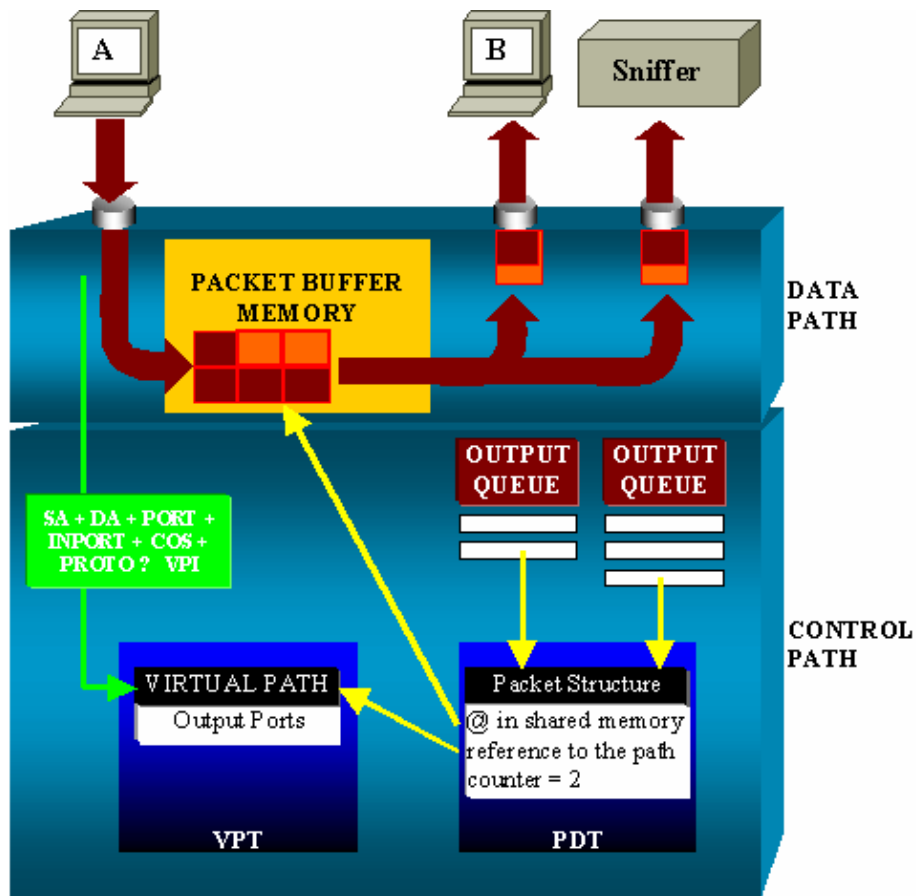 A
B
Sniffer
PACKET BUFFER
MEMORY
DATA
PATH
OUTPUT
QUEUE
OUTPUT
QUEUE
SA + DA + PORT +
INPORT + COS +
PROTO ? VPI
CONTROL
PATH
VIRTUAL PATH
Output Ports
VPT
Packet Structure
@ in shared memory
reference to the path
counter = 2
PDT